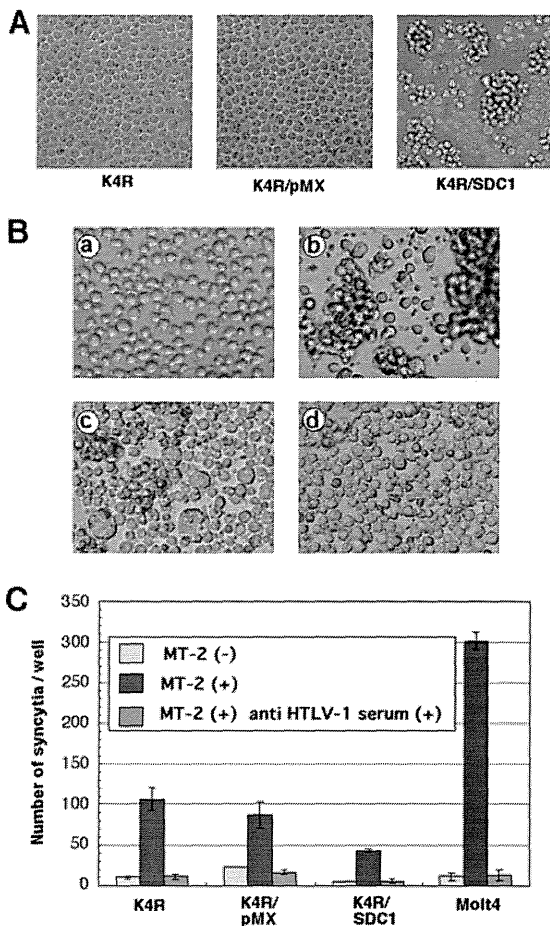 A
K4R
K4R/pMX
K4R/SDC1
B
a
b
c
d
C
Number of syncytia / well
350
300
250
200
150
100
50
0
MT-2 (-)
MT-2 (+)
MT-2 (+) anti HTLV-1 serum (+)
K4R
K4R/
pMX
K4R/
SDC1
Molt4